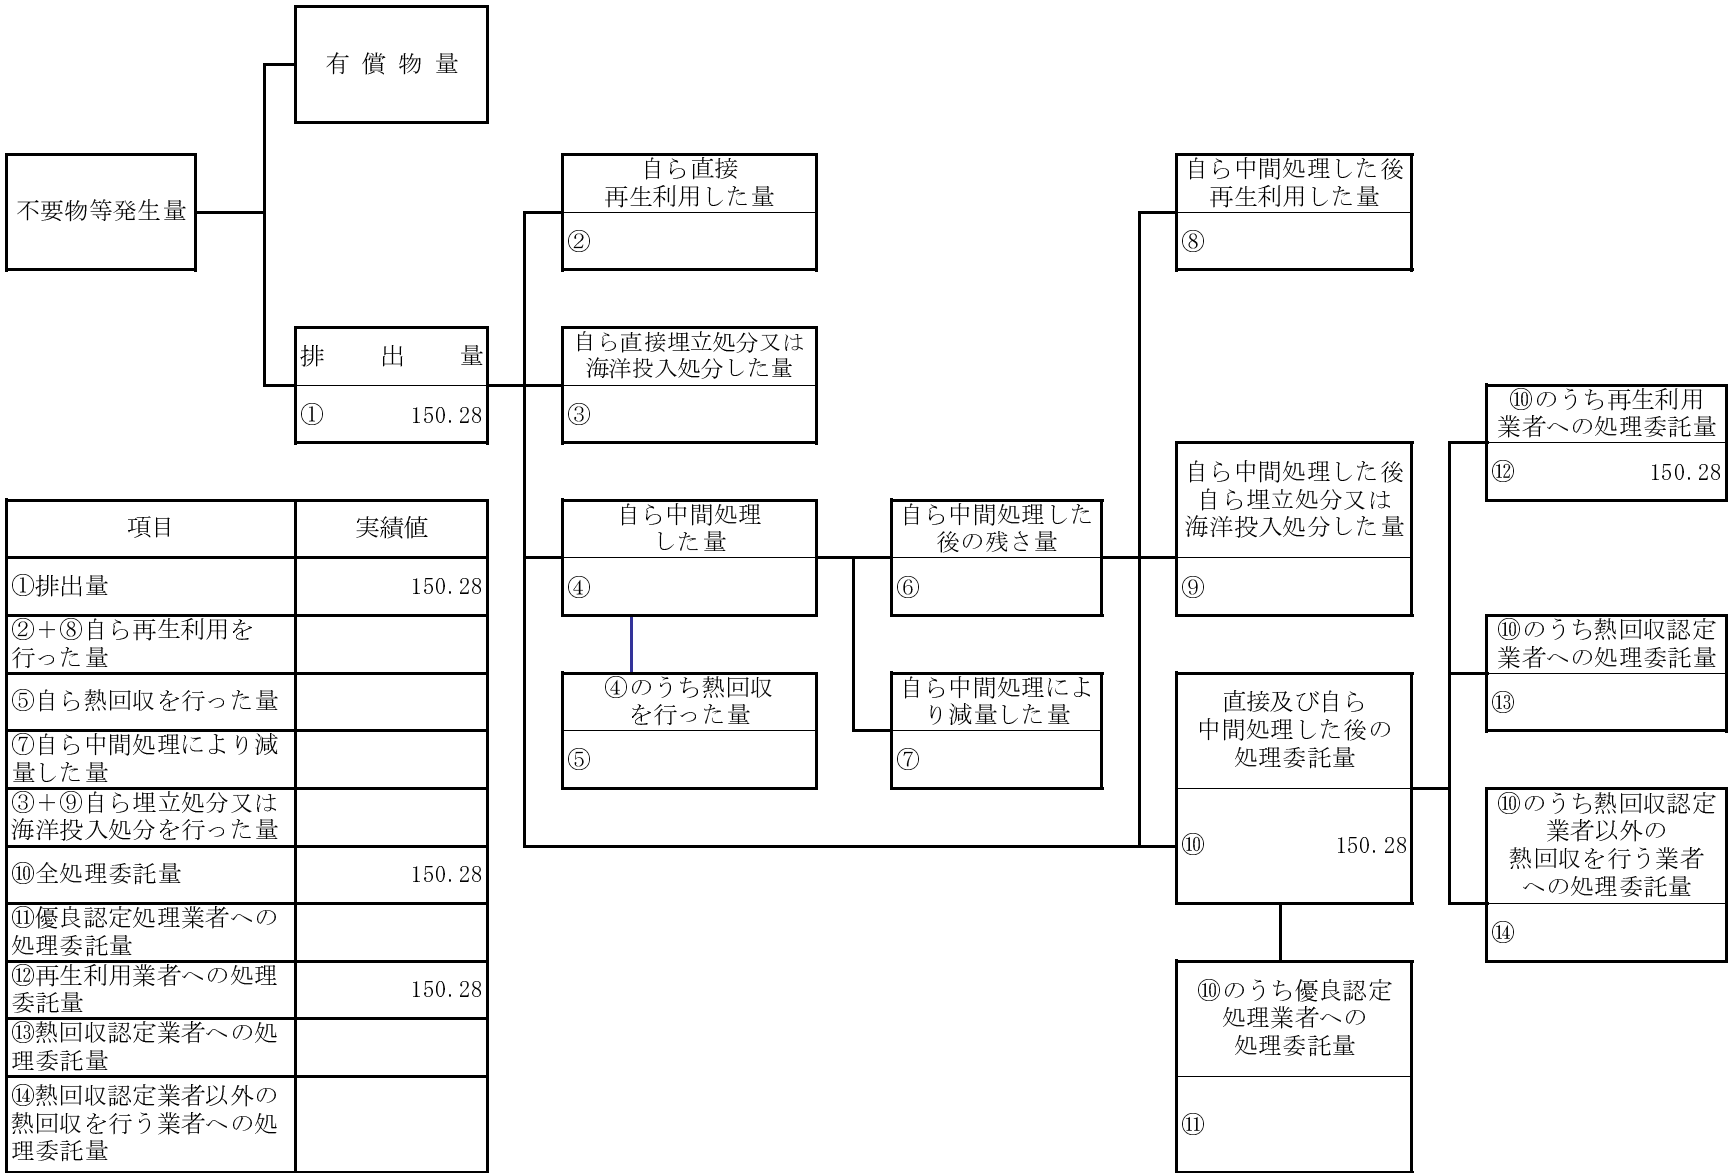 有償物量
不要物等発生量
自ら直接
再生利用した量
②
自ら中間処理した後
再生利用した量
⑧
排出量
① 150.28
自ら直接埋立処分又は
海洋投入処分した量
③
⑩のうち再生利用
業者への処理委託量
⑫ 150.28
自ら中間処理した後
自ら埋立処分又は
海洋投入処分した量
⑨
自ら中間処理
した量
④
自ら中間処理した
後の残さ量
⑥
⑩のうち熱回収認定
業者への処理委託量
⑬
④のうち熱回収
を行った量
⑤
自ら中間処理によ
り減量した量
⑦
直接及び自ら
中間処理した後の
処理委託量
⑩ 150.28
⑩のうち熱回収認定
業者以外の
熱回収を行う業者
への処理委託量
⑭
⑩のうち優良認定
処理業者への
処理委託量
⑪
項目 実績値
①排出量 150.28
②＋⑧自ら再生利用を
行った量
⑤自ら熱回収を行った量
⑦自ら中間処理により減
量した量
③＋⑨自ら埋立処分又は
海洋投入処分を行った量
⑩全処理委託量 150.28
⑪優良認定処理業者への
処理委託量
⑫再生利用業者への処理
委託量 150.28
⑬熱回収認定業者への処
理委託量
⑭熱回収認定業者以外の
熱回収を行う業者への処
理委託量